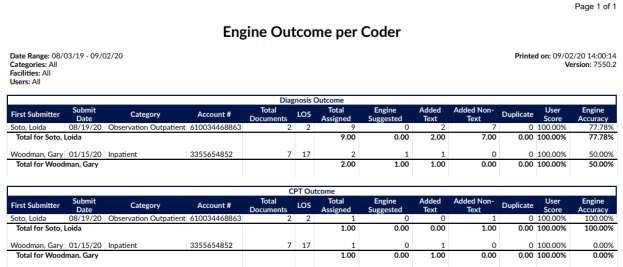 Page 1 of 1
Engine Outcome per Coder
Date Range: 08/03/19 - 09/02/20 Printed on: 09/02/20 14:00:14
Categories: All Version: 7550.2
Facilities: All
Users: All
Diagnosis Outcome
First Submitter Submit Date Category Account # Total Documents LOS Total Assigned Engine Suggested Added Text Added Non-Text Duplicate User Score Engine Accuracy
Soto, Loida 08/19/20 Observation Outpatient 610034468863 2 2 9 0 2 7 0 100.00% 77.78%
Total for Soto, Loida 9.00 0.00 2.00 7.00 0.00 100.00% 77.78%
Woodman, Gary 01/15/20 Inpatient 3355654852 7 17 2 1 1 0 0 100.00% 50.00%
Total for Woodman, Gary 2.00 1.00 1.00 0.00 0.00 100.00% 50.00%
CPT Outcome
First Submitter Submit Date Category Account # Total Documents LOS Total Assigned Engine Suggested Added Text Added Non-Text Duplicate User Score Engine Accuracy
Soto, Loida 08/19/20 Observation Outpatient 610034468863 2 2 1 0 0 1 0 100.00% 100.00%
Total for Soto, Loida 1.00 0.00 0.00 1.00 0.00 100.00% 100.00%
Woodman, Gary 01/15/20 Inpatient 3355654852 7 17 1 0 1 0 0 100.00% 0.00%
Total for Woodman, Gary 1.00 0.00 1.00 0.00 0.00 100.00% 0.00%